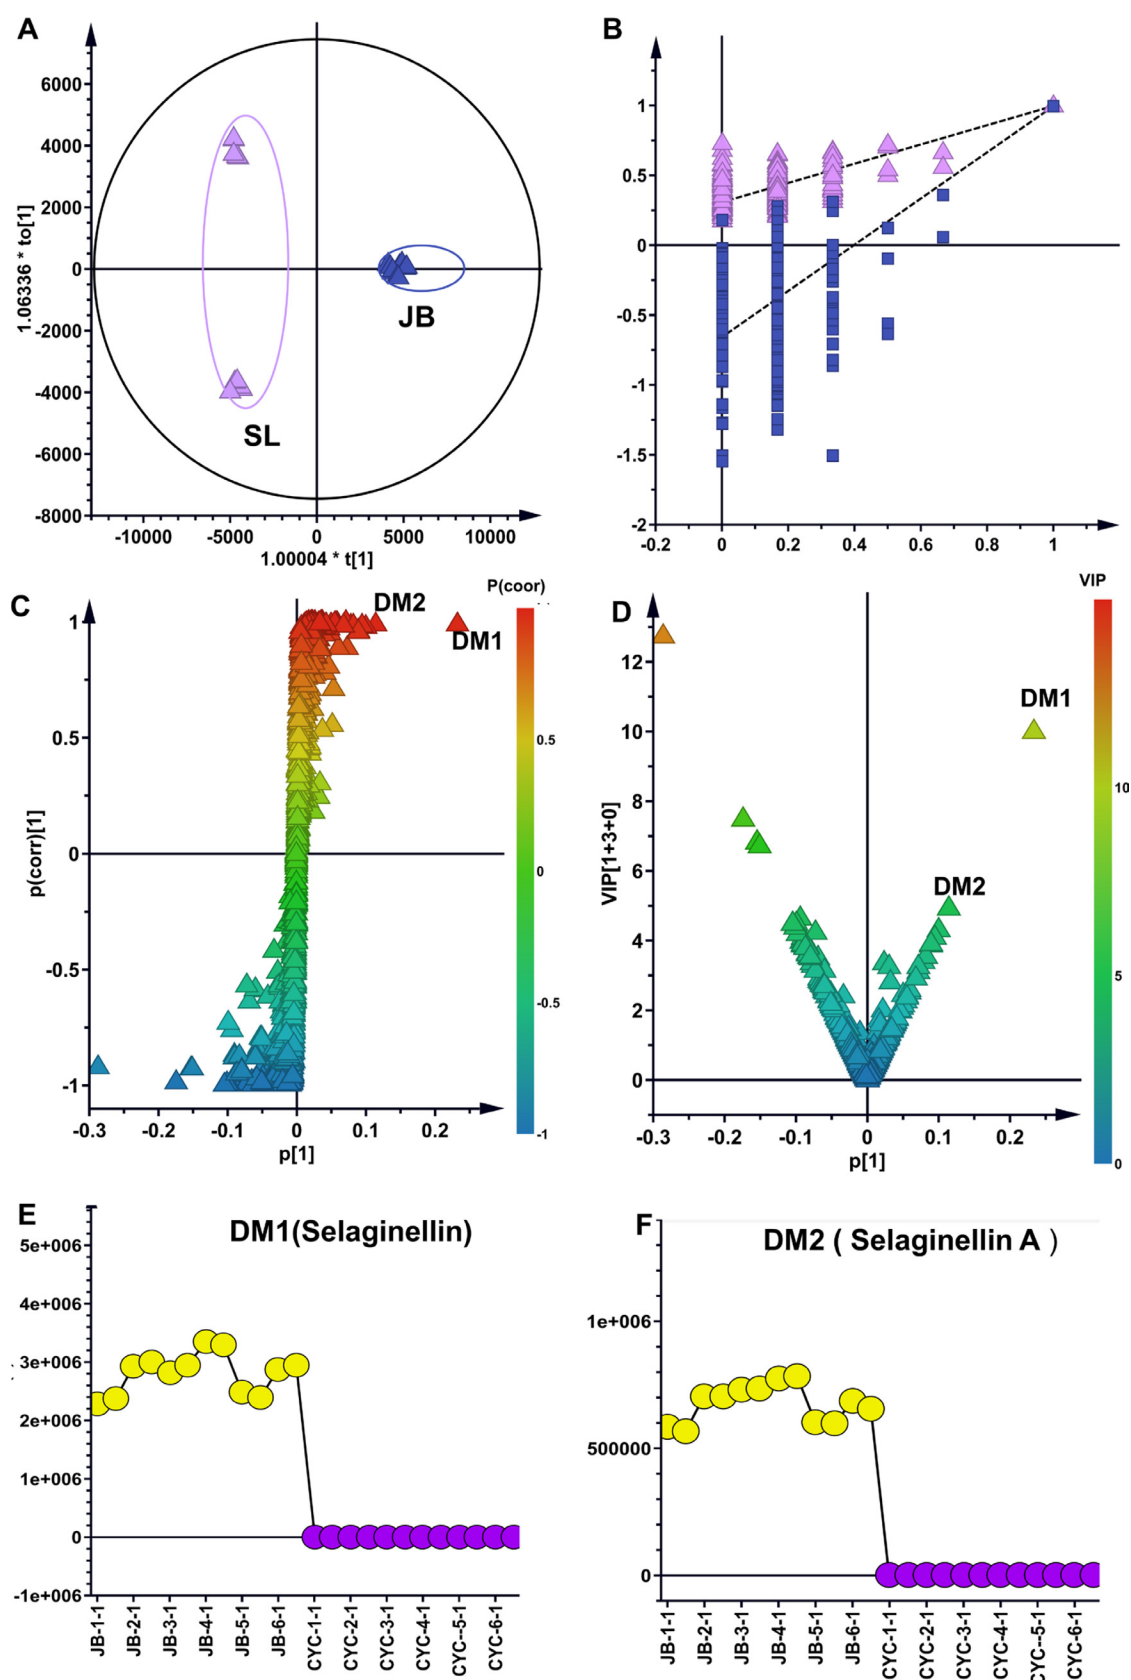 A
6000
4000
2000
0
-2000
-4000
-6000
-8000
1.06336 * to[1]
JB
SL
-10000 -5000 0 5000 10000
1.00004 * t[1]
B
1
0.5
0
-0.5
-1
-1.5
-2
-0.2 0 0.2 0.4 0.6 0.8 1
C
P(coor)
DM2
DM1
1
0.5
0
-0.5
-1
p(corr)[1]
0.5
0
-0.5
-1
-0.3 -0.2 -0.1 0 0.1 0.2
p[1]
D
VIP
DM1
DM2
12
10
8
6
4
2
0
VIP[1+3+0]
10
5
0
-0.3 -0.2 -0.1 0 0.1 0.2
p[1]
E
DM1(Selaginellin)
5e+006
4e+006
3e+006
2e+006
1e+006
0
-1e+006
JB-1-1 JB-2-1 JB-3-1 JB-4-1 JB-5-1 JB-6-1 CYC-1-1 CYC-2-1 CYC-3-1 CYC-4-1 CYC--5-1 CYC-6-1
F
DM2 ( Selaginellin A )
1e+006
500000
0
JB-1-1 JB-2-1 JB-3-1 JB-4-1 JB-5-1 JB-6-1 CYC-1-1 CYC-2-1 CYC-3-1 CYC-4-1 CYC--5-1 CYC-6-1